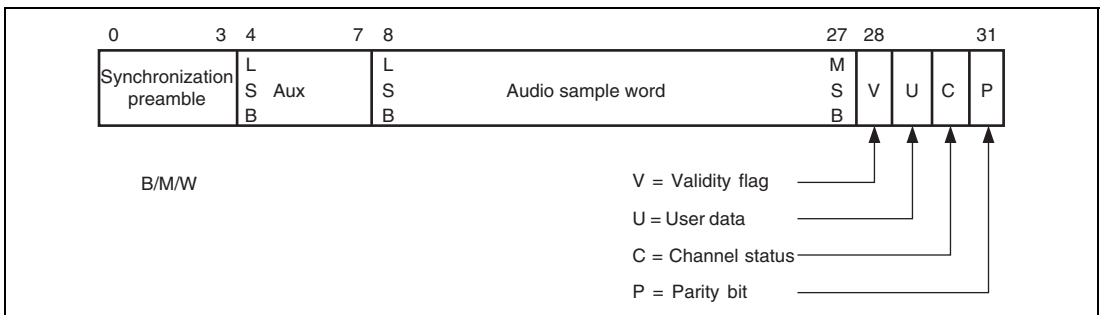 0 3 4 7 8 27 28 31
Synchronization
preamble
L
S
B
Aux
L
S
B
Audio sample word
M
S
B
V
U
C
P
B/M/W
V = Validity flag
U = User data
C = Channel status
P = Parity bit